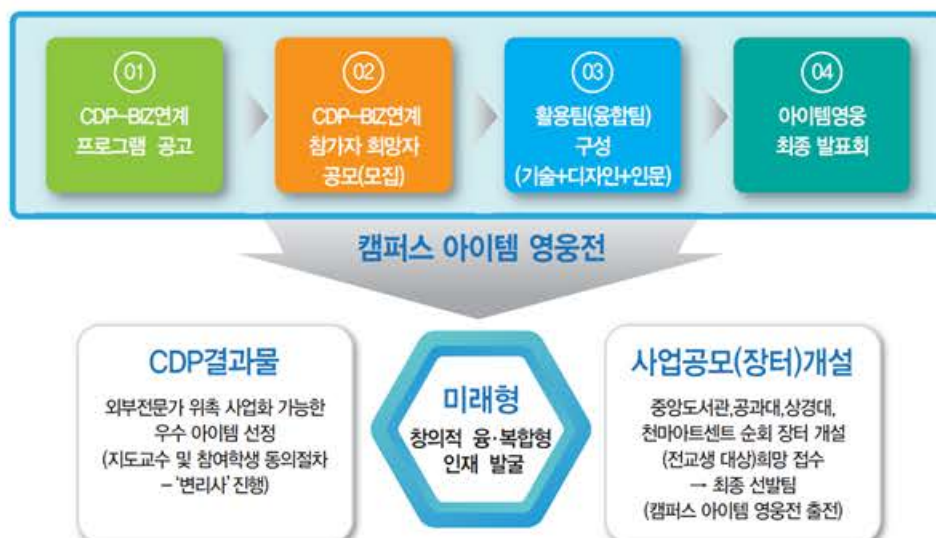 01
CDP-BIZ연계
프로그램 공고
02
CDP-BIZ연계
참가자 희망자
공모(모집)
03
활용팀(융합팀)
구성
(기술+디자인+인문)
04
아이템영웅
최종 발표회
캠퍼스 아이템 영웅전
CDP결과물
외부전문가 위촉 사업화 가능한
우수 아이템 선정
(지도교수 및 참여학생 동의절차
-'변리사' 진행)
미래형
창의적 융·복합형
인재 발굴
사업공모(장터)개설
중앙도서관,공과대,상경대,
천마아트센트 순회 장터 개설
(전교생 대상)희망 접수
→ 최종 선발팀
(캠퍼스 아이템 영웅전 출전)